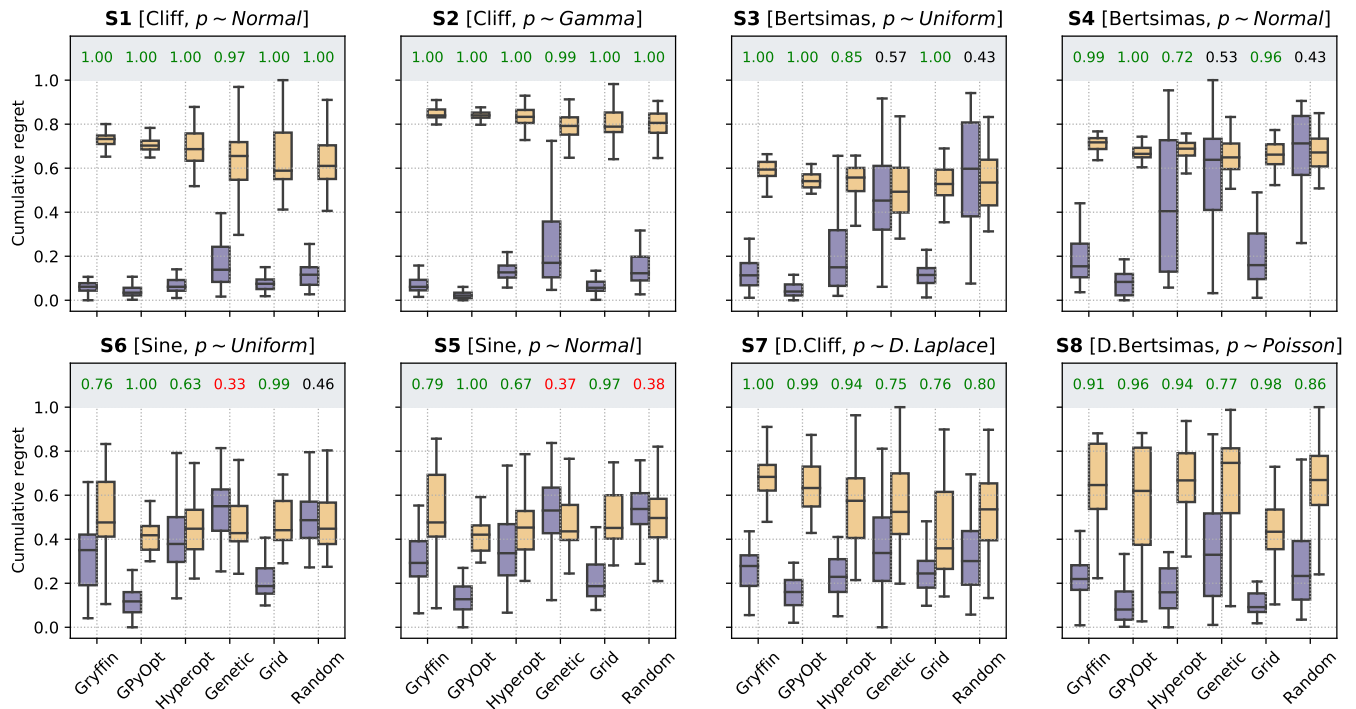 S1 [Cliff, p ~ Normal]
S2 [Cliff, p ~ Gamma]
S3 [Bertsimas, p ~ Uniform]
S4 [Bertsimas, p ~ Normal]
1.00 1.00 1.00 0.97 1.00 1.00
1.00 1.00 1.00 0.99 1.00 1.00
1.00 1.00 0.85 0.57 1.00 0.43
0.99 1.00 0.72 0.53 0.96 0.43
Cumulative regret
1.0
0.8
0.6
0.4
0.2
0.0
S6 [Sine, p ~ Uniform]
S5 [Sine, p ~ Normal]
S7 [D.Cliff, p ~ D. Laplace]
S8 [D.Bertsimas, p ~ Poisson]
0.76 1.00 0.63 0.33 0.99 0.46
0.79 1.00 0.67 0.37 0.97 0.38
1.00 0.99 0.94 0.75 0.76 0.80
0.91 0.96 0.94 0.77 0.98 0.86
Cumulative regret
1.0
0.8
0.6
0.4
0.2
0.0
Gryffin GPyOpt Hyperopt Genetic Grid Random
Gryffin GPyOpt Hyperopt Genetic Grid Random
Gryffin GPyOpt Hyperopt Genetic Grid Random
Gryffin GPyOpt Hyperopt Genetic Grid Random